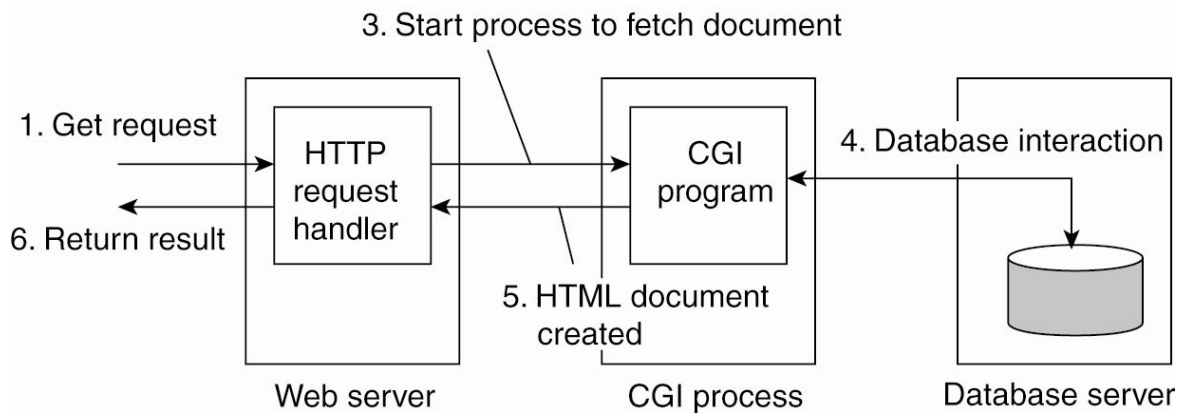 3. Start process to fetch document
1. Get request
HTTP
request
handler
CGI
program
4. Database interaction
6. Return result
5. HTML document
created
Web server
CGI process
Database server